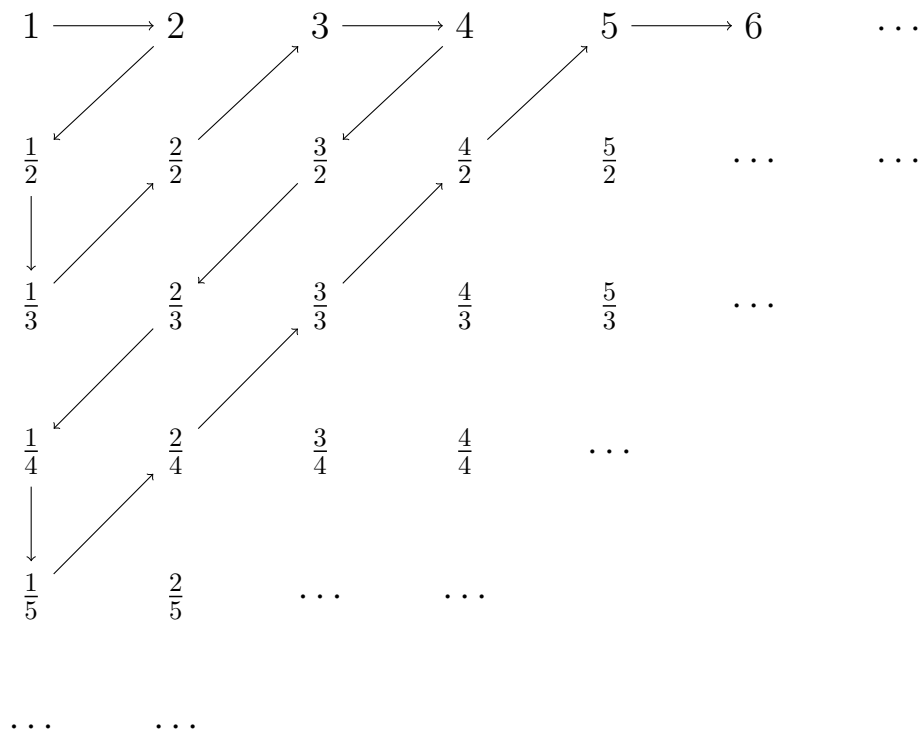 1 2 3 4 5 6 ⋯
1/2 2/2 3/2 4/2 5/2 ⋯ ⋯
1/3 2/3 3/3 4/3 5/3 ⋯
1/4 2/4 3/4 4/4 ⋯
1/5 2/5 ⋯ ⋯
⋯ ⋯